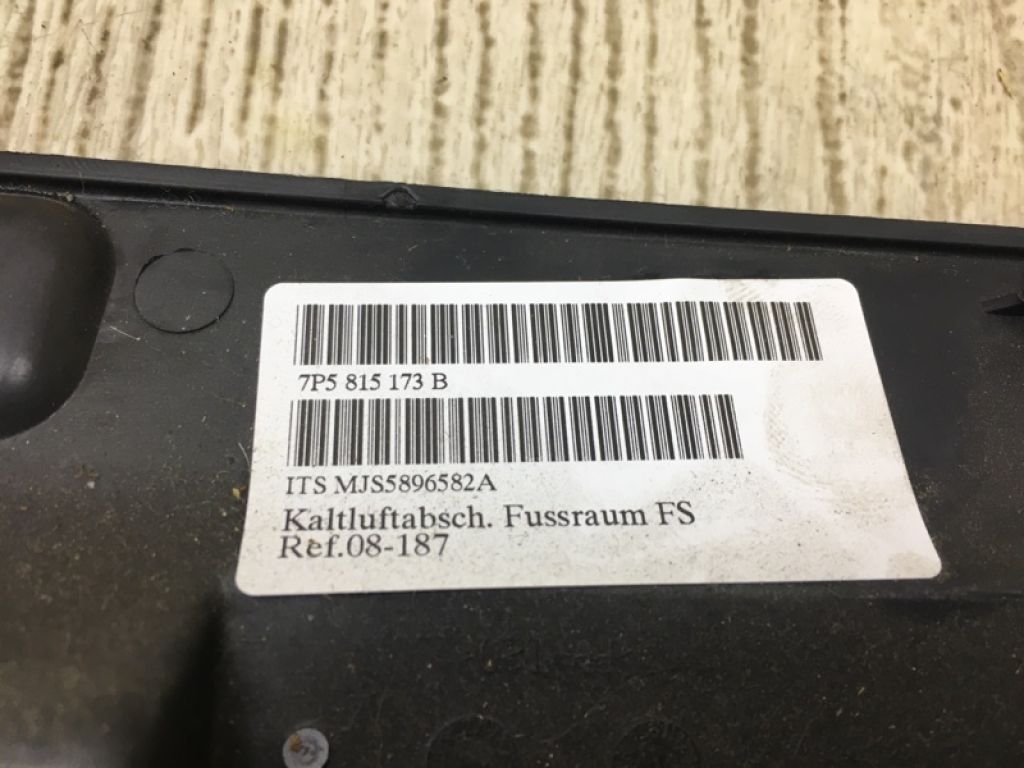 7P5 815 173 B
ITS MJS5896582A
Kaltluftabsch. Fussraum FS
Ref.08-187